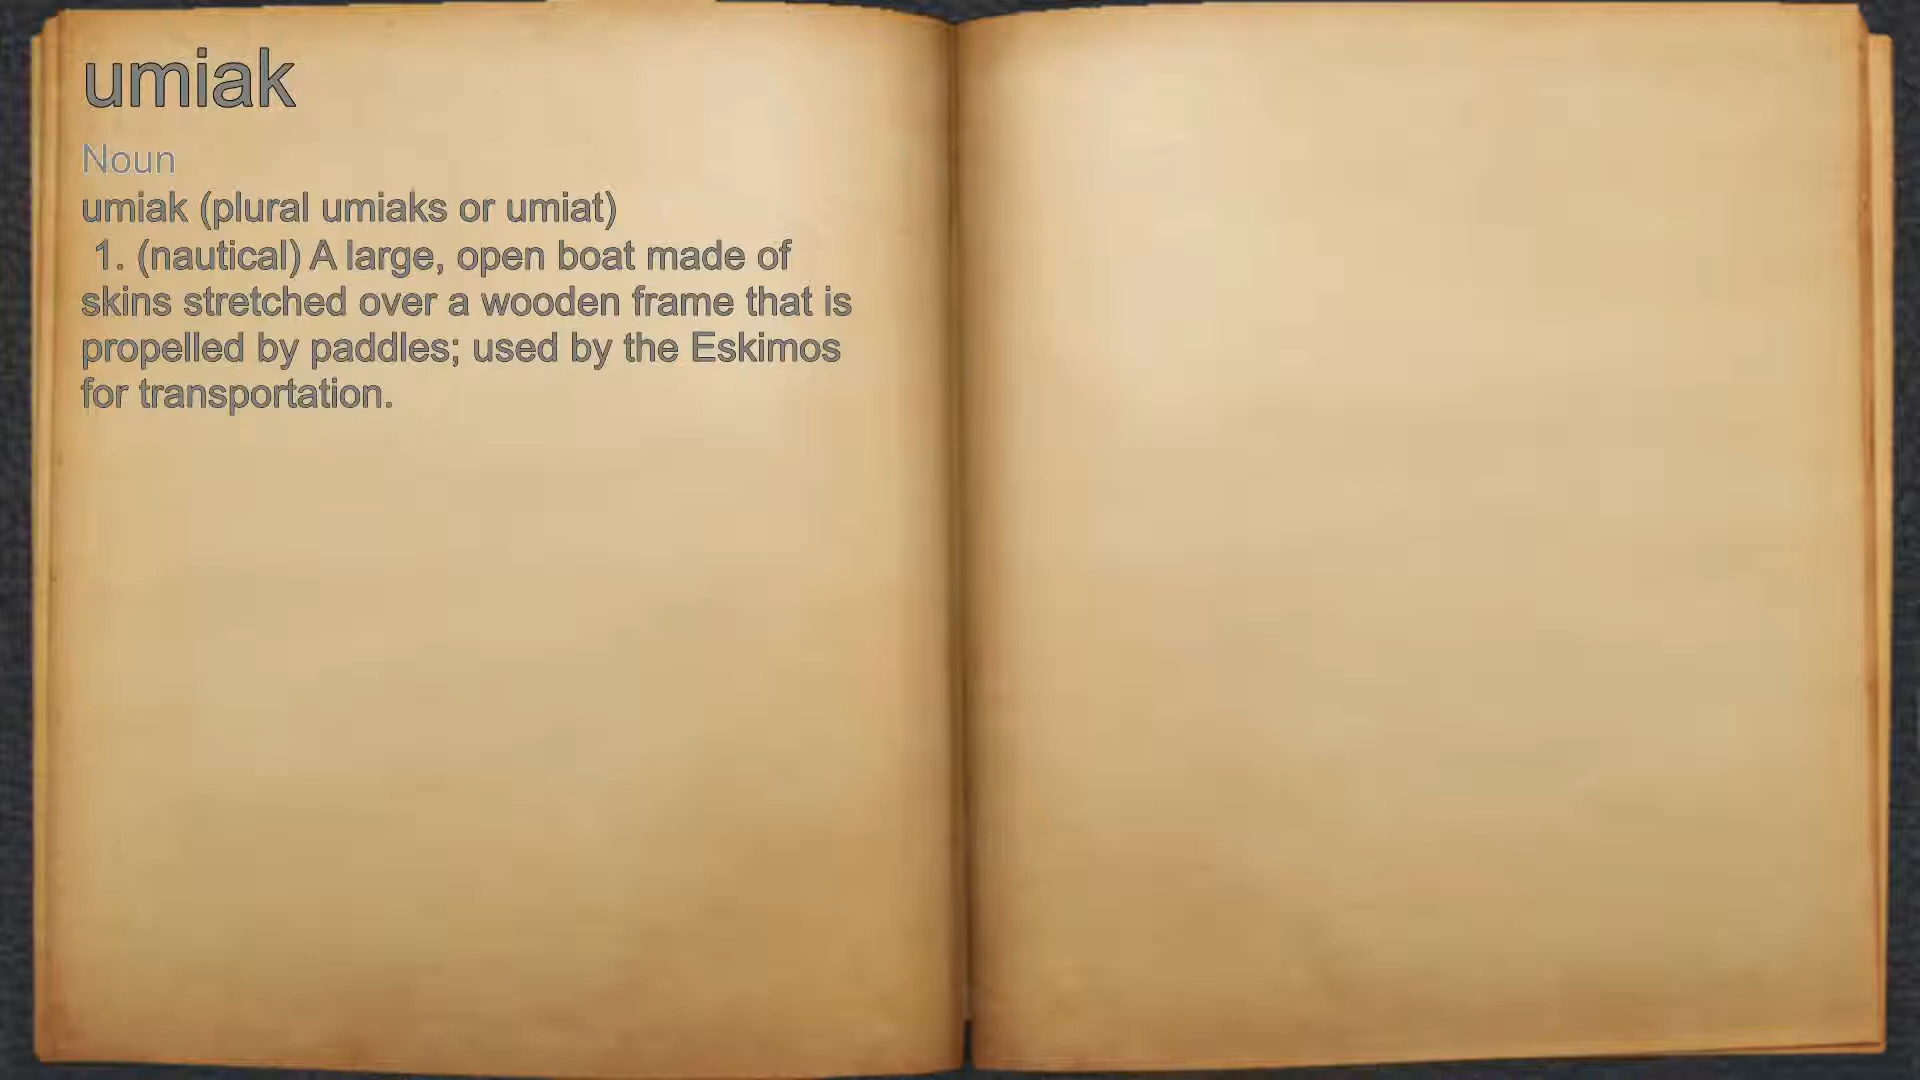 umiak
Noun
umiak (plural umiaks or umiat)
1. (nautical) A large, open boat made of
skins stretched over a wooden frame that is
propelled by paddles; used by the Eskimos
for transportation.